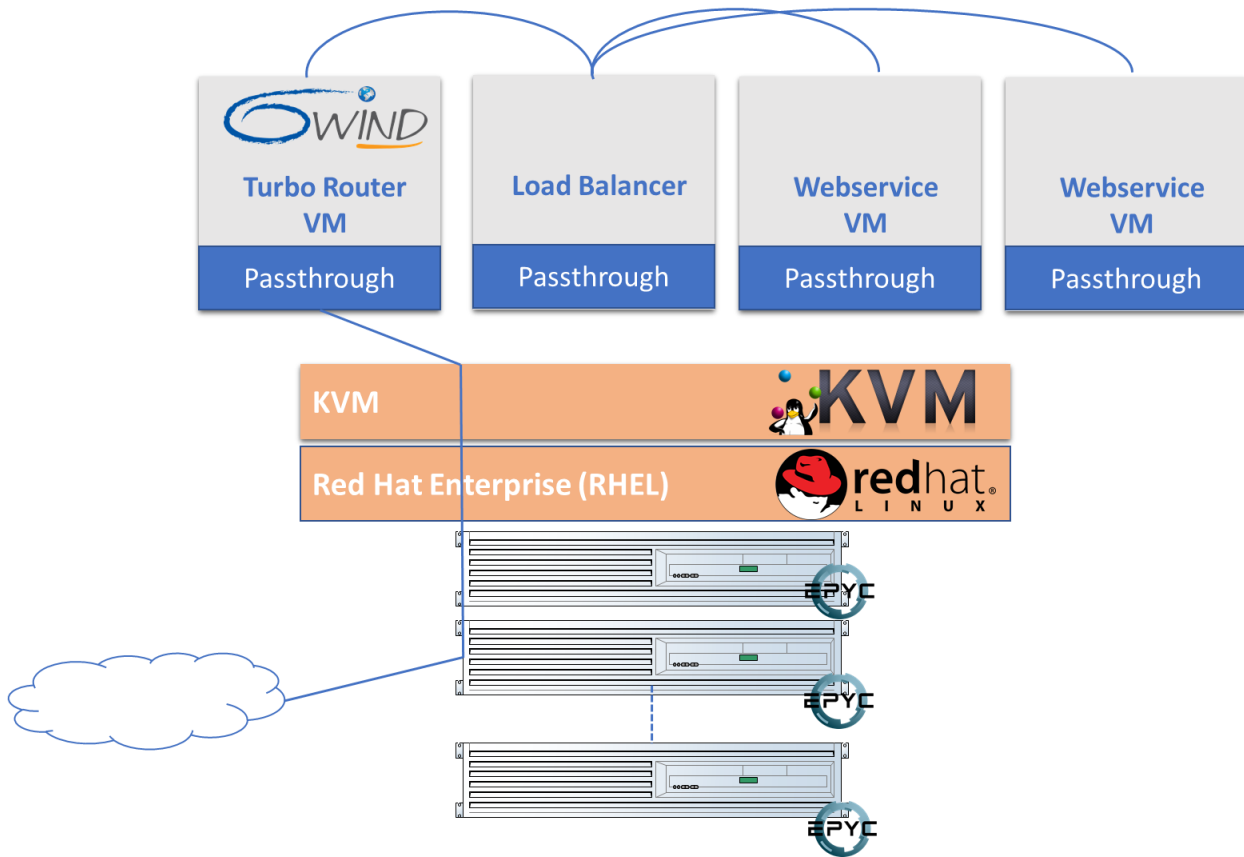 6WIND
Turbo Router
VM
Passthrough
Load Balancer
Passthrough
Webservice
VM
Passthrough
Webservice
VM
Passthrough
KVM
KVM
Red Hat Enterprise (RHEL)
redhat.
LINUX
EPYC
EPYC
EPYC